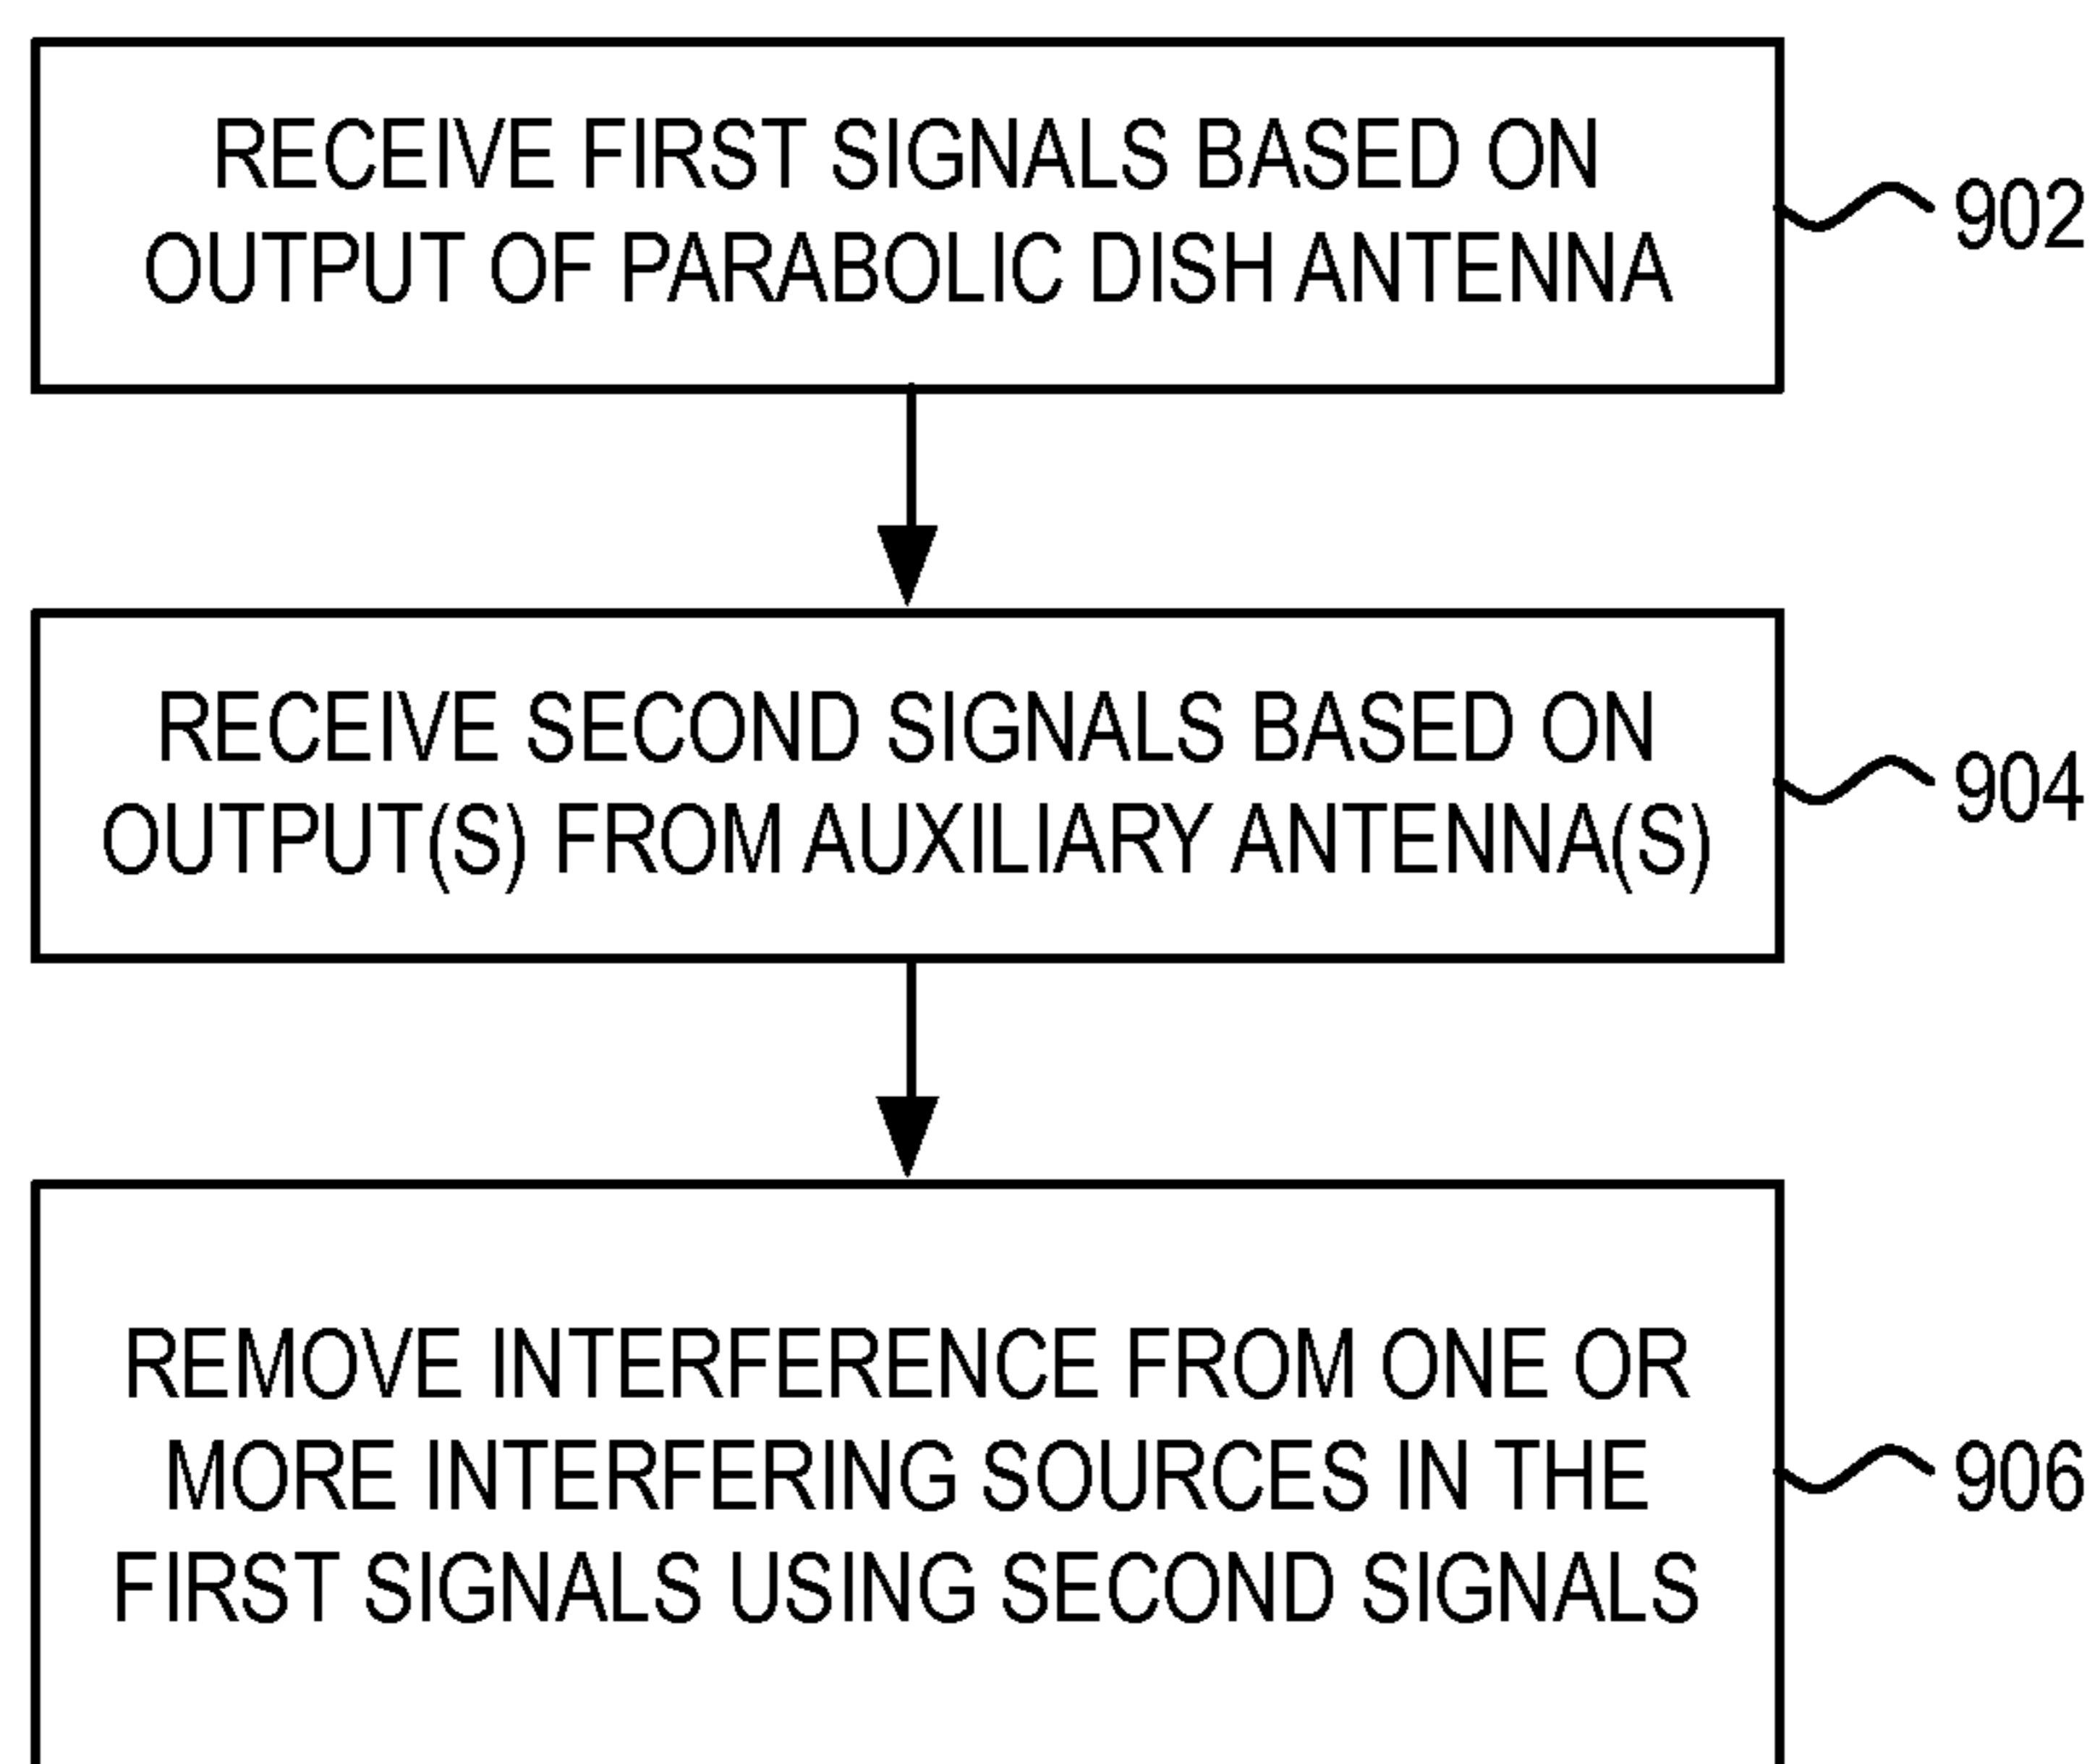 RECEIVE FIRST SIGNALS BASED ON
OUTPUT OF PARABOLIC DISH ANTENNA
902
RECEIVE SECOND SIGNALS BASED ON
OUTPUT(S) FROM AUXILIARY ANTENNA(S)
904
REMOVE INTERFERENCE FROM ONE OR
MORE INTERFERING SOURCES IN THE
FIRST SIGNALS USING SECOND SIGNALS
906